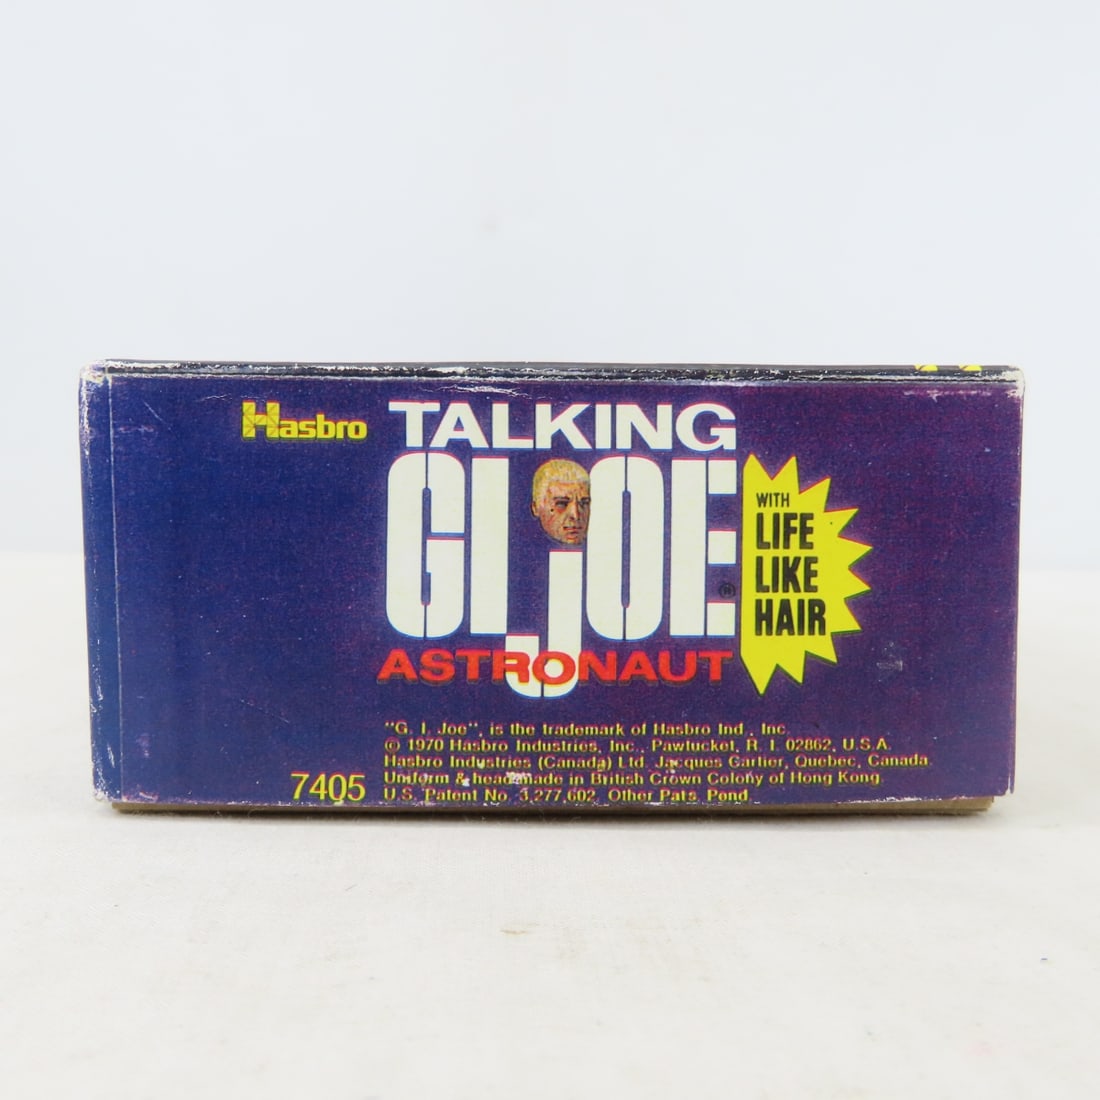 Hasbro
TALKING
GI JOE ®
ASTRONAUT
WITH
LIFE
LIKE
HAIR
7405
"G. I. Joe", is the trademark of Hasbro Ind., Inc.
© 1970 Hasbro Industries, Inc., Pawtucket, R. I. 02862, U.S.A.
Hasbro Industries (Canada) Ltd. Jacques Cartier, Quebec, Canada.
Uniform & head made in British Crown Colony of Hong Kong.
U.S. Patent No. 3,277,602, Other Pats. Pend.